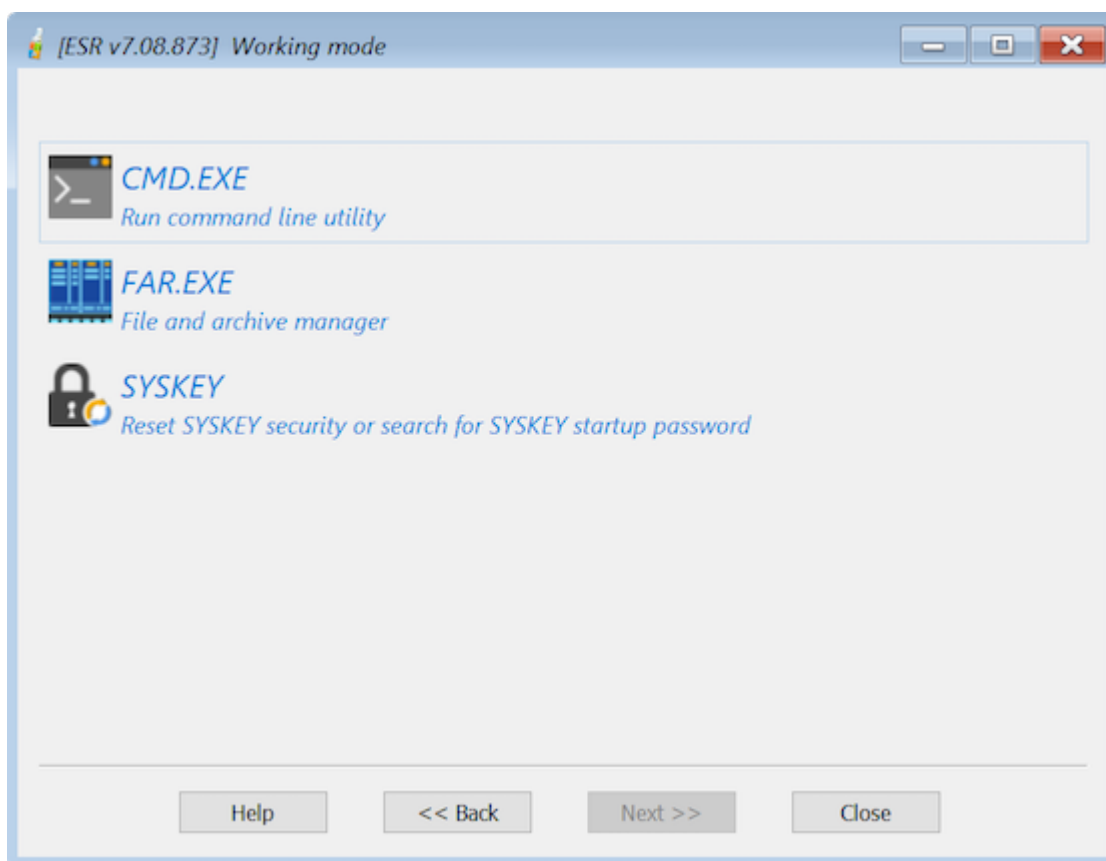 [ESR v7.08.873] Working mode
CMD.EXE
Run command line utility
FAR.EXE
File and archive manager
SYSKEY
Reset SYSKEY security or search for SYSKEY startup password
Help
<< Back
Next >>
Close